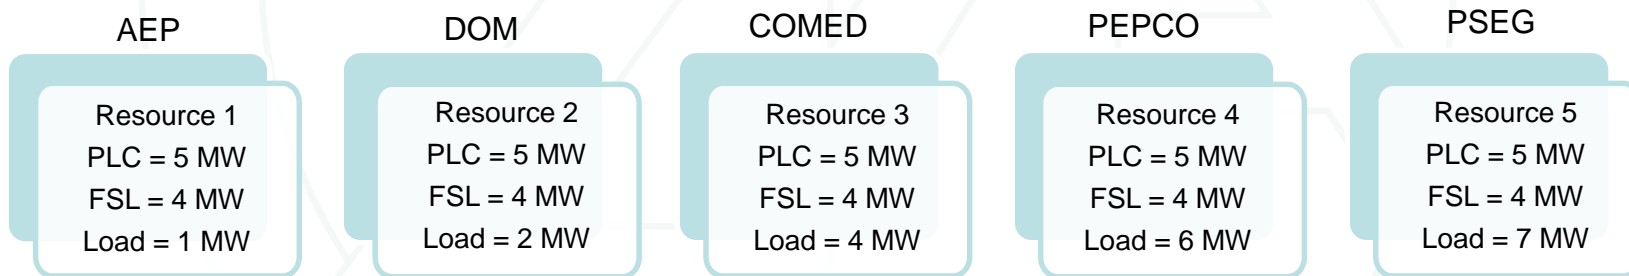 AEP
Resource 1
PLC = 5 MW
FSL = 4 MW
Load = 1 MW
DOM
Resource 2
PLC = 5 MW
FSL = 4 MW
Load = 2 MW
COMED
Resource 3
PLC = 5 MW
FSL = 4 MW
Load = 4 MW
PEPCO
Resource 4
PLC = 5 MW
FSL = 4 MW
Load = 6 MW
PSEG
Resource 5
PLC = 5 MW
FSL = 4 MW
Load = 7 MW